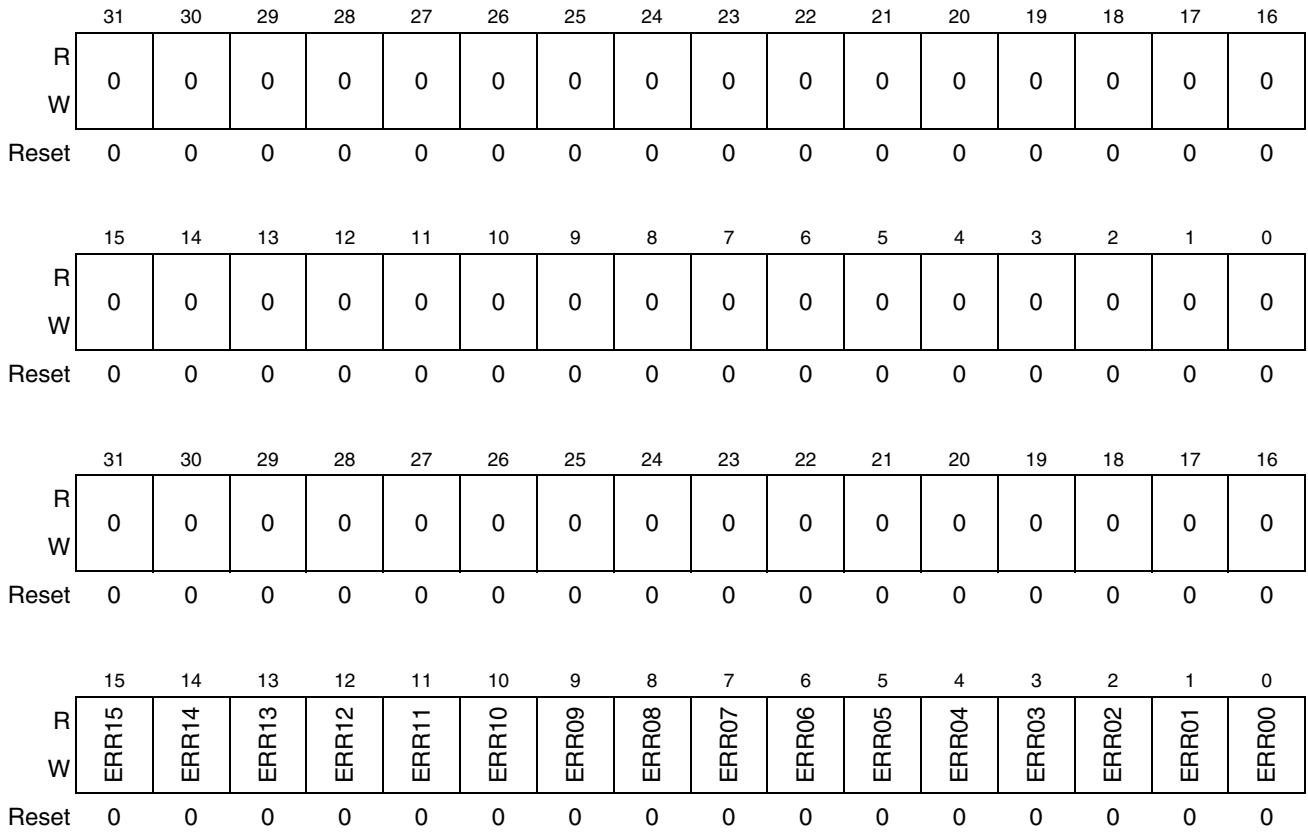 31 30 29 28 27 26 25 24 23 22 21 20 19 18 17 16
R
0 0 0 0 0 0 0 0 0 0 0 0 0 0 0 0
W
Reset 0 0 0 0 0 0 0 0 0 0 0 0 0 0 0 0
15 14 13 12 11 10 9 8 7 6 5 4 3 2 1 0
R
0 0 0 0 0 0 0 0 0 0 0 0 0 0 0 0
W
Reset 0 0 0 0 0 0 0 0 0 0 0 0 0 0 0 0
31 30 29 28 27 26 25 24 23 22 21 20 19 18 17 16
R
0 0 0 0 0 0 0 0 0 0 0 0 0 0 0 0
W
Reset 0 0 0 0 0 0 0 0 0 0 0 0 0 0 0 0
15 14 13 12 11 10 9 8 7 6 5 4 3 2 1 0
R
ERR15 ERR14 ERR13 ERR12 ERR11 ERR10 ERR09 ERR08 ERR07 ERR06 ERR05 ERR04 ERR03 ERR02 ERR01 ERR00
W
Reset 0 0 0 0 0 0 0 0 0 0 0 0 0 0 0 0